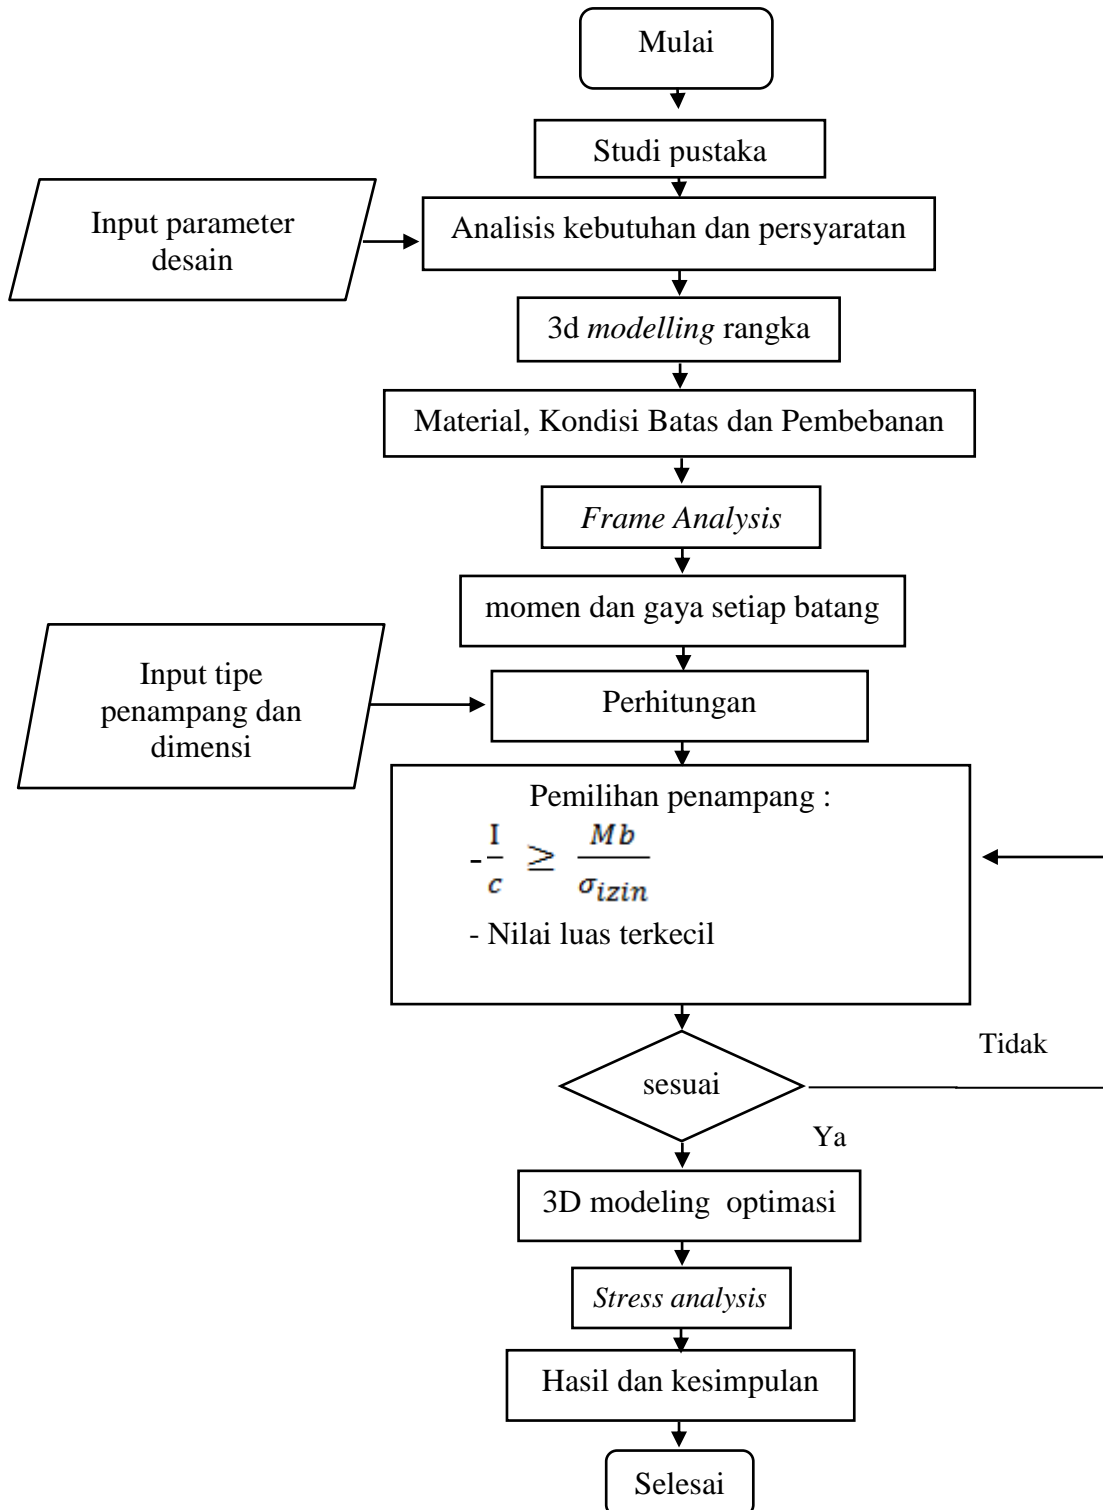 Mulai
Studi pustaka
Input parameter
desain
Analisis kebutuhan dan persyaratan
3d modelling rangka
Material, Kondisi Batas dan Pembebanan
Frame Analysis
momen dan gaya setiap batang
Input tipe
penampang dan
dimensi
Perhitungan
Pemilihan penampang :
- I/c ≥ Mb/σ_izin
- Nilai luas terkecil
Tidak
sesuai
Ya
3D modeling  optimasi
Stress analysis
Hasil dan kesimpulan
Selesai